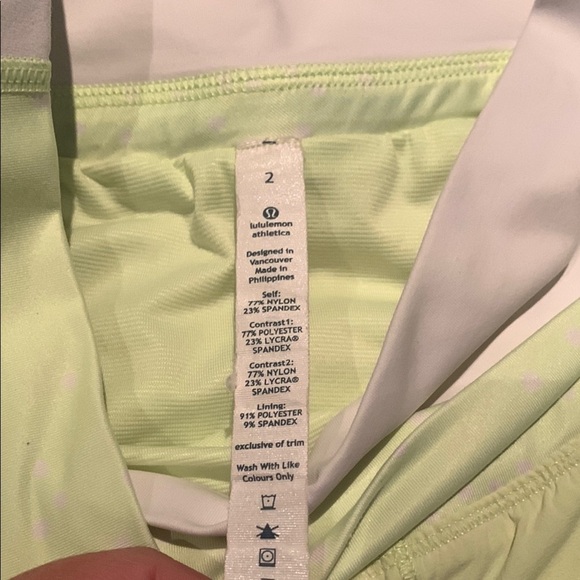 2
lululemon
athletica
Designed in
Vancouver
Made in
Philippines
Self:
77% NYLON
23% SPANDEX
Contrast1:
77% POLYESTER
23% LYCRA®
SPANDEX
Contrast2:
77% NYLON
23% LYCRA®
SPANDEX
Lining:
91% POLYESTER
9% SPANDEX
exclusive of trim
Wash With Like
Colours Only